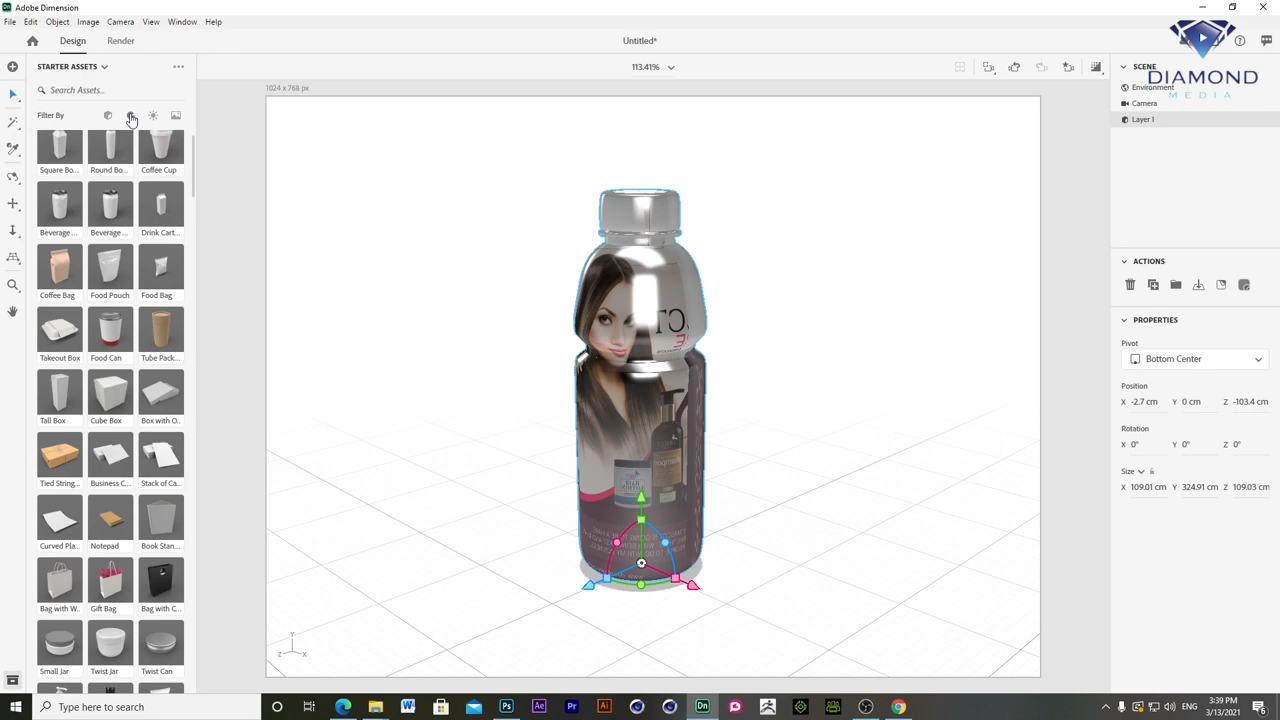 Adobe Dimension
File Edit Object Image Camera View Window Help
Design Render
Untitled*
STARTER ASSETS
113.41%
SCENE
DIAMOND
MEDIA
Search Assets...
1024 x 768 px
Environment
Camera
Layer 1
Filter By
Square Bo... Round Bo... Coffee Cup
Beverage ... Beverage ... Drink Cart...
Coffee Bag Food Pouch Food Bag
Takeout Box Food Can Tube Pack...
Tall Box Cube Box Box with O...
Tied String... Business C... Stack of Ca...
Curved Pla... Notepad Book Stan...
Bag with W... Gift Bag Bag with C...
Small Jar Twist Jar Twist Can
ACTIONS
PROPERTIES
Pivot
Bottom Center
Position
X -2.7 cm Y 0 cm Z -103.4 cm
Rotation
X 0° Y 0° Z 0°
Size
X 109.01 cm Y 324.91 cm Z 109.03 cm
Y
Z X
Type here to search
ENG
3:39 PM
3/13/2021